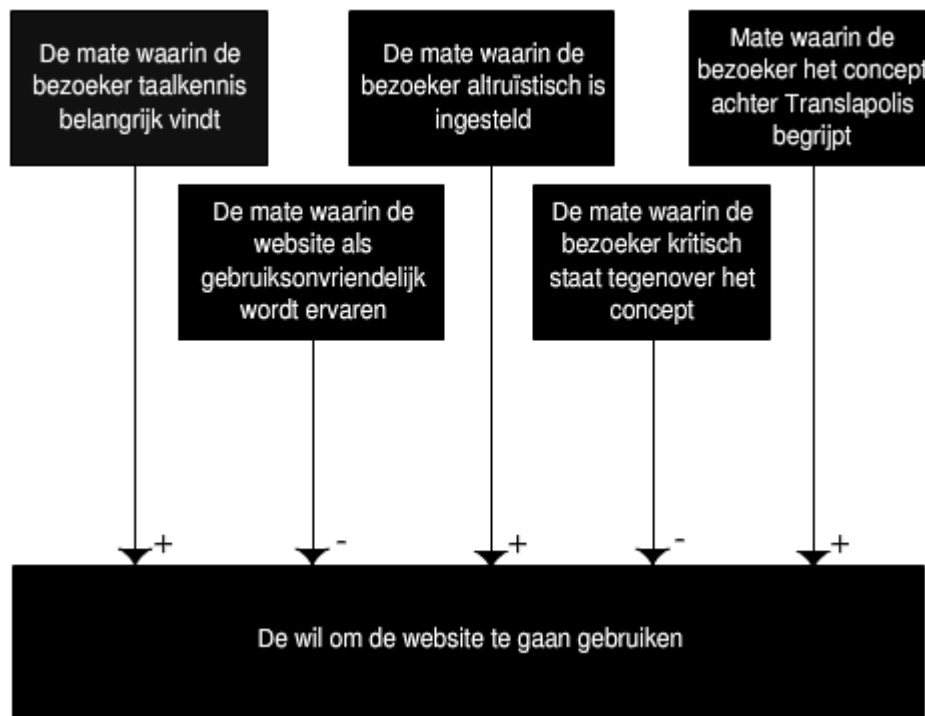 De mate waarin de
bezoeker taalkennis
belangrijk vindt
De mate waarin de
bezoeker altruïstisch is
ingesteld
Mate waarin de
bezoeker het concept
achter Translapolis
begrijpt
De mate waarin de
website als
gebruiksonvriendelijk
wordt ervaren
De mate waarin de
bezoeker kritisch
staat tegenover het
concept
+
-
+
-
+
De wil om de website te gaan gebruiken